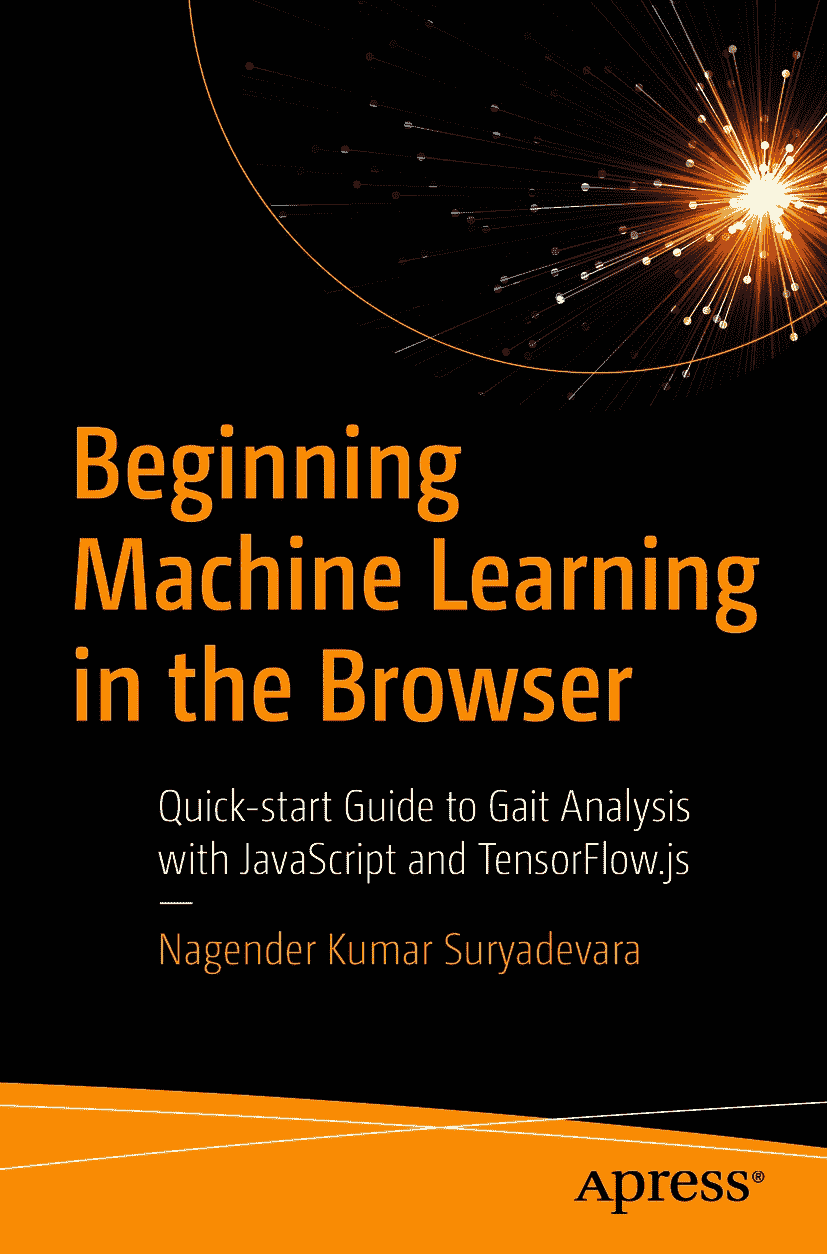 Beginning
Machine Learning
in the Browser
Quick-start Guide to Gait Analysis
with JavaScript and TensorFlow.js
Nagender Kumar Suryadevara
Apress®